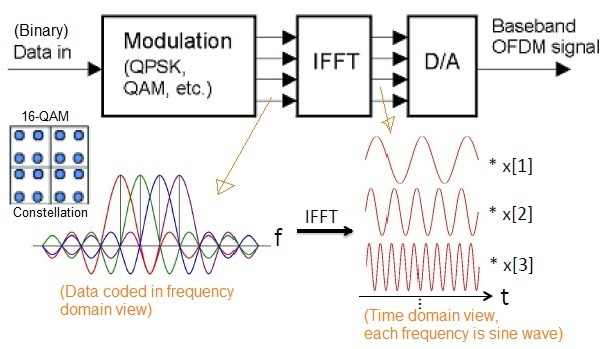 (Binary)
Data in
Modulation
(QPSK,
QAM, etc.)
IFFT
D/A
Baseband
OFDM signal
16-QAM
Constellation
f
(Data coded in frequency
domain view)
IFFT
* x[1]
* x[2]
* x[3]
t
(Time domain view,
each frequency is sine wave)